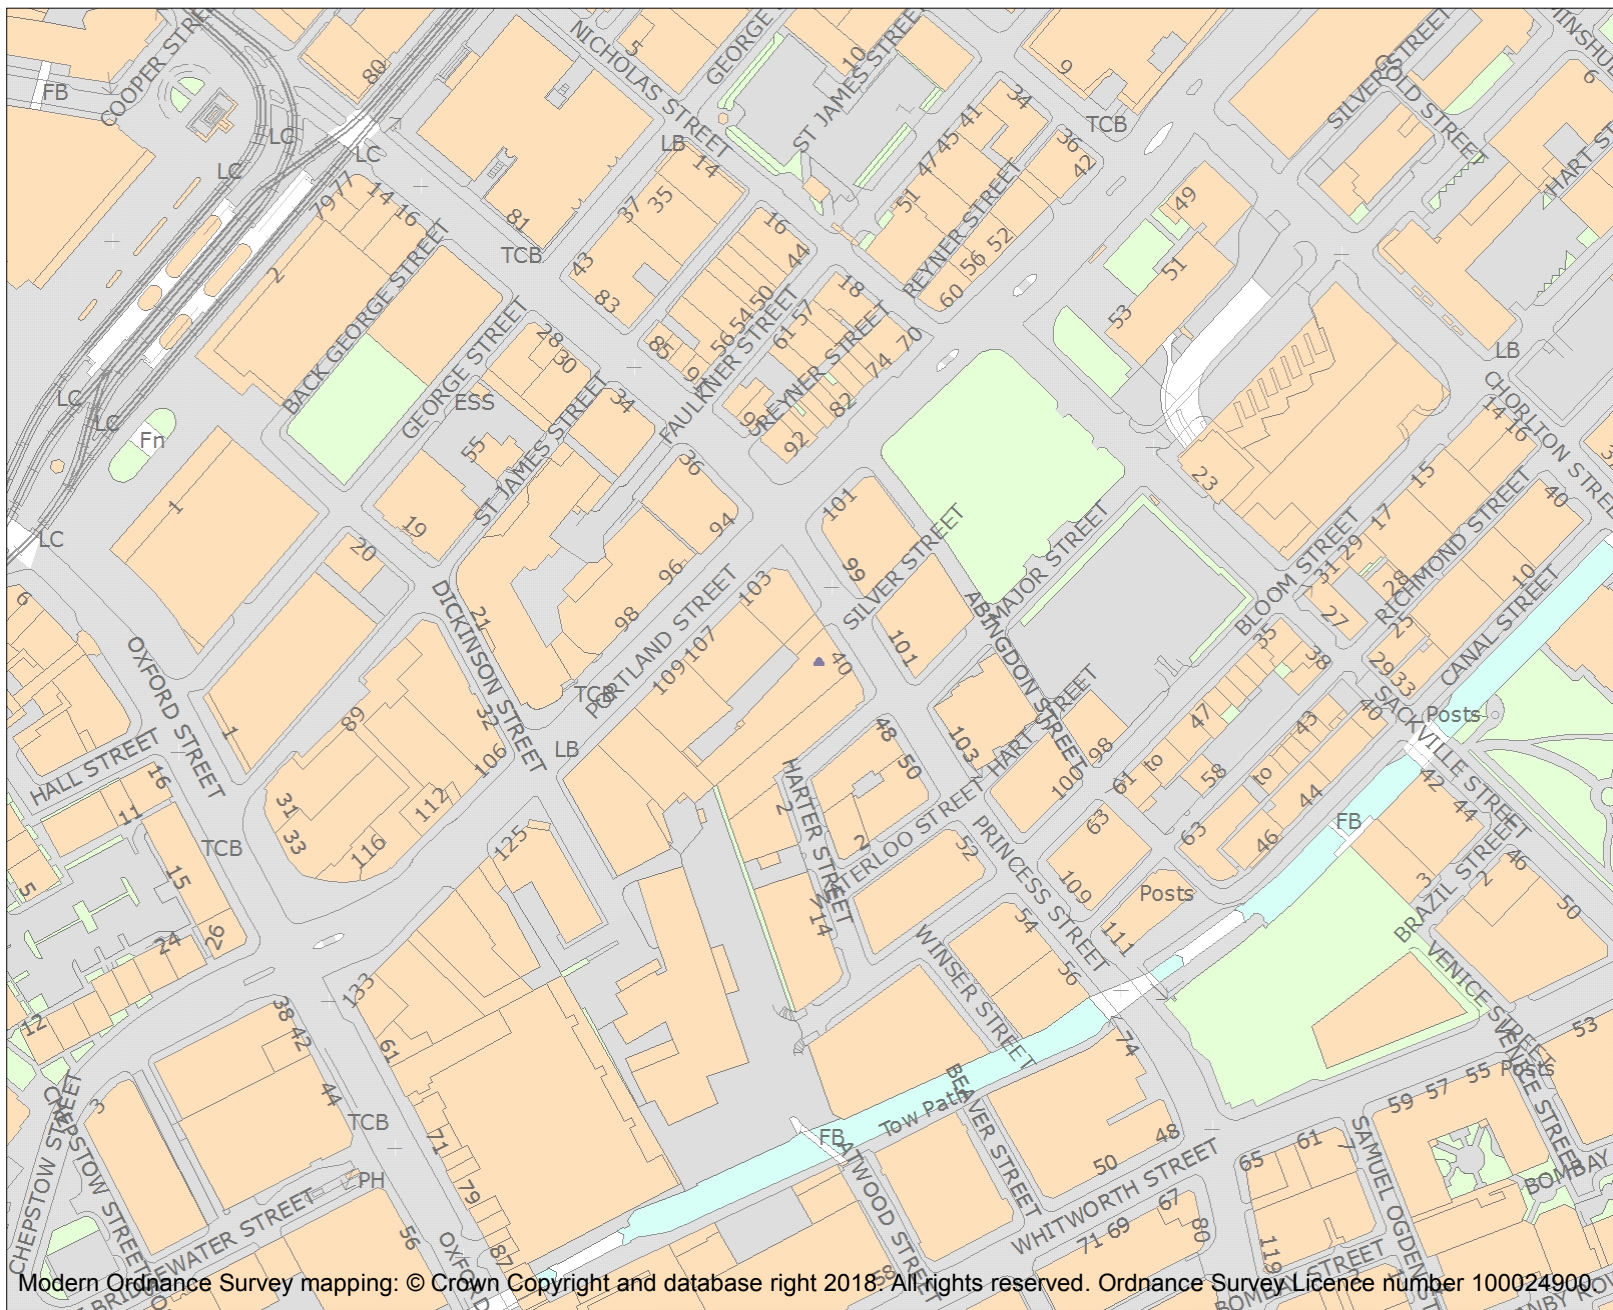 COOPER STREET
80
NICHOLAS STREET
5
GEORGE
10
ST JAMES STREET
9
34
TCB
SILVER STREET
OLD STREET
6
FB
LC
LC
LC
LB
14
41
45
47
51
36
42
HART ST
79
77
14
16
81
37
35
16
44
REYNER STREET
49
2
BACK GEORGE STREET
TCB
43
83
52
56
60
51
53
GEORGE STREET
28
30
85
50
54
56
FAULKNER STREET
57
61
18
REYNER STREET
70
74
82
92
LB
CHORLTON STREET
14
16
LC
LC
Fn
ESS
55
34
ST JAMES STREET
36
94
96
98
101
99
SILVER STREET
MAJOR STREET
23
15
17
29
31
BLOOM STREET
RICHMOND STREET
40
1
LC
19
20
DICKINSON STREET
21
PORTLAND STREET
103
107
109
40
101
ABINGDON STREET
28
27
25
10
CANAL STREET
6
OXFORD STREET
1
89
32
106
TCB
LB
48
50
103
HART STREET
98
100
35
38
47
61
to
43
58
to
44
46
29
33
40
SACKVILLE STREET
Posts
42
44
HALL STREET
16
11
TCB
31
33
112
116
125
HARTER STREET
2
2
14
WATERLOO STREET
52
PRINCESS STREET
63
63
109
111
Posts
FB
BRAZIL STREET
3
2
46
50
5
15
24
26
12
133
WINSER STREET
54
56
VENICE STREET
VENICE STREET
Posts
53
55
57
59
38
42
44
61
3
CHEPSTOW STREET
CHEPSTOW STREET
TCB
PH
71
79
87
56
BRIDGEWATER STREET
Tow Path
FB
BEAVER STREET
ATWOOD STREET
74
48
50
WHITWORTH STREET
65
61
7
SAMUEL OGDEN
67
69
71
80
119
58
BOMBAY STREET
BOMBAY
Modern Ordnance Survey mapping: © Crown Copyright and database right 2018. All rights reserved. Ordnance Survey Licence number 100024900.